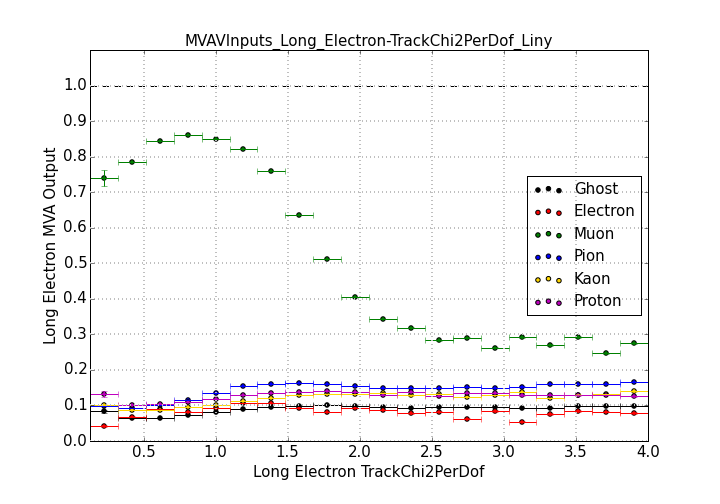 MVAVInputs_Long_Electron-TrackChi2PerDof_Liny
Long Electron MVA Output
1.0
0.9
0.8
0.7
0.6
0.5
0.4
0.3
0.2
0.1
0.0
Ghost
Electron
Muon
Pion
Kaon
Proton
0.5 1.0 1.5 2.0 2.5 3.0 3.5 4.0
Long Electron TrackChi2PerDof